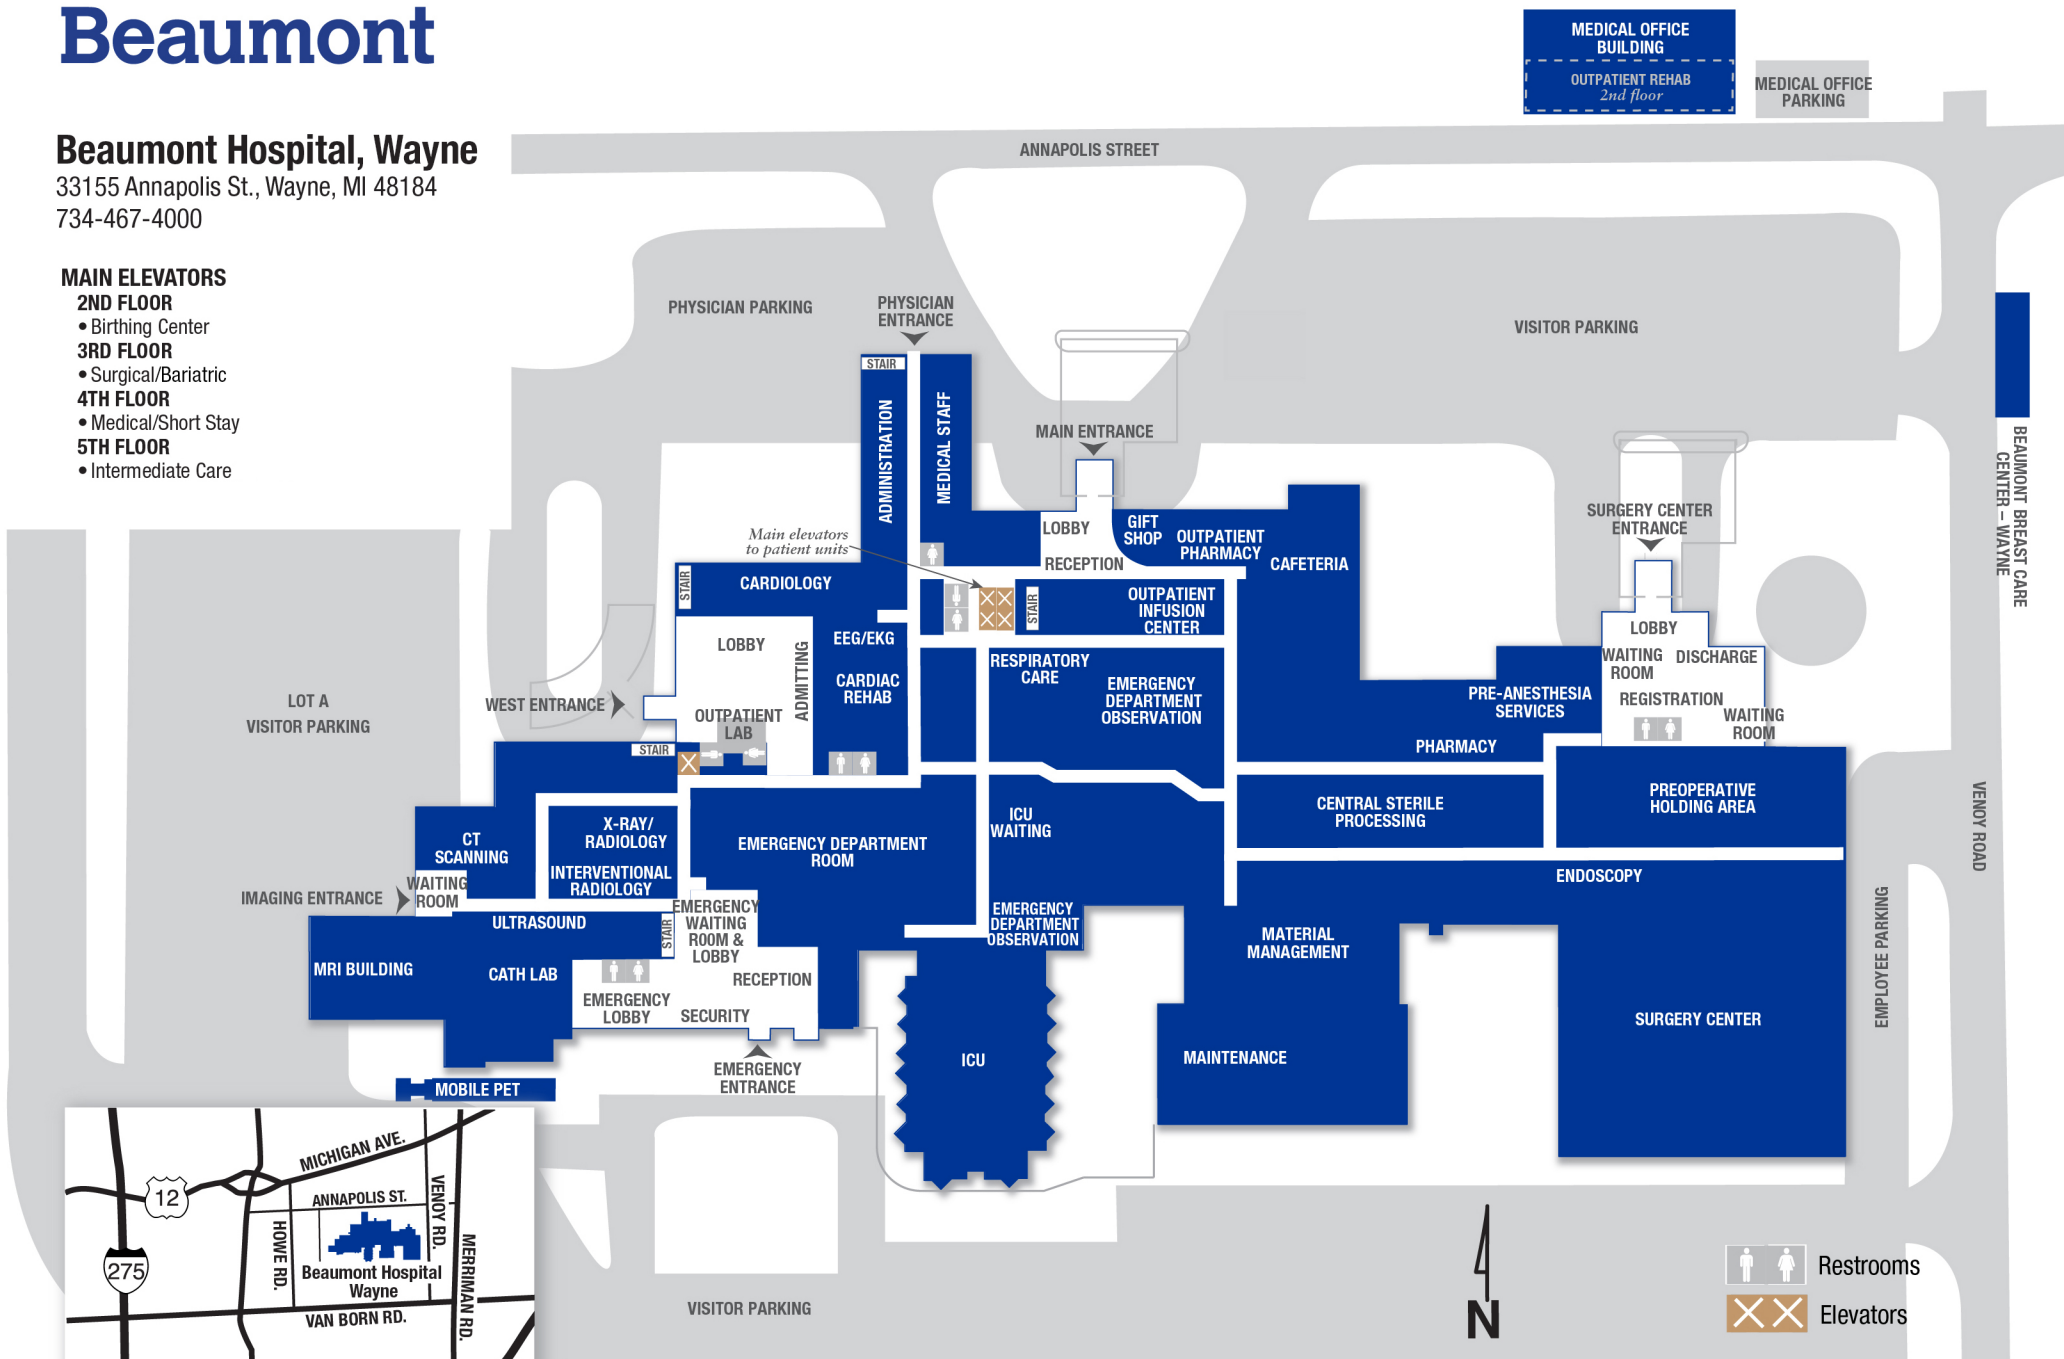 Beaumont
Beaumont Hospital, Wayne
33155 Annapolis St., Wayne, MI 48184
734-467-4000
MAIN ELEVATORS
2ND FLOOR
• Birthing Center
3RD FLOOR
• Surgical/Bariatric
4TH FLOOR
• Medical/Short Stay
5TH FLOOR
• Intermediate Care
MEDICAL OFFICE
BUILDING
OUTPATIENT REHAB
2nd floor
MEDICAL OFFICE
PARKING
ANNAPOLIS STREET
PHYSICIAN PARKING
PHYSICIAN
ENTRANCE
VISITOR PARKING
STAIR
ADMINISTRATION
MEDICAL STAFF
MAIN ENTRANCE
BEAUMONT BREAST CARE
CENTER – WAYNE
SURGERY CENTER
ENTRANCE
Main elevators
to patient units
LOBBY
GIFT
SHOP
OUTPATIENT
PHARMACY
CAFETERIA
RECEPTION
STAIR
CARDIOLOGY
STAIR
OUTPATIENT
INFUSION
CENTER
LOBBY
ADMITTING
EEG/EKG
CARDIAC
REHAB
RESPIRATORY
CARE
EMERGENCY
DEPARTMENT
OBSERVATION
LOBBY
WAITING
ROOM
DISCHARGE
REGISTRATION
WAITING
ROOM
PRE-ANESTHESIA
SERVICES
PHARMACY
LOT A
VISITOR PARKING
WEST ENTRANCE
OUTPATIENT
LAB
STAIR
CT
SCANNING
X-RAY/
RADIOLOGY
INTERVENTIONAL
RADIOLOGY
EMERGENCY DEPARTMENT
ROOM
ICU
WAITING
CENTRAL STERILE
PROCESSING
PREOPERATIVE
HOLDING AREA
VENOY ROAD
IMAGING ENTRANCE
WAITING
ROOM
ENDOSCOPY
EMPLOYEE PARKING
ULTRASOUND
STAIR
EMERGENCY
WAITING
ROOM &
LOBBY
EMERGENCY
DEPARTMENT
OBSERVATION
MATERIAL
MANAGEMENT
MRI BUILDING
CATH LAB
RECEPTION
EMERGENCY
LOBBY
SECURITY
SURGERY CENTER
ICU
MAINTENANCE
EMERGENCY
ENTRANCE
MOBILE PET
MICHIGAN AVE.
12
ANNAPOLIS ST.
VENOY RD.
HOWE RD.
MERRIMAN RD.
275
Beaumont Hospital
Wayne
VAN BORN RD.
VISITOR PARKING
N
Restrooms
Elevators